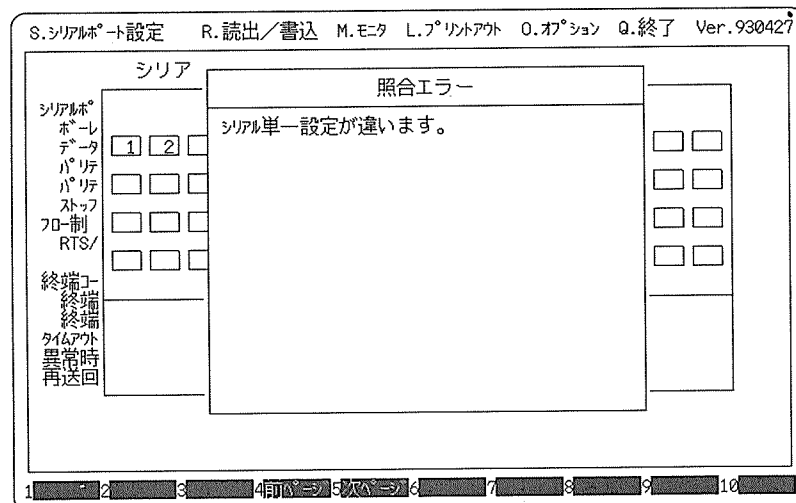 S.シリアルポート設定 R.読出/書込 M.モニタ L.プリントアウト O.オプション Q.終了 Ver.930427
シリア
照合エラー
シリアルポ
ボーレ
データ
パリテ
パリテ
ストッフ
フロー制
RTS/
終端コー
終端
終端
タイムアウト
異常時
再送回
1 2
シリアル単一設定が違います。
1 2 3 4前ページ 5次ページ 6 7 8 9 10